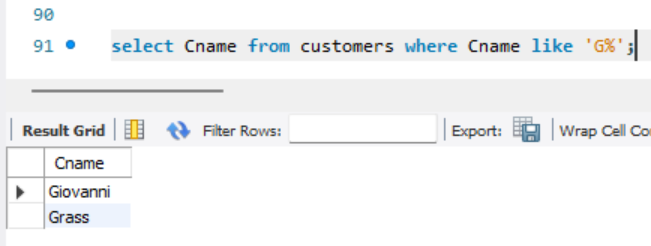 90
91 select Cname from customers where Cname like 'G%';
Result Grid Filter Rows: Export: Wrap Cell Co
Cname
Giovanni
Grass